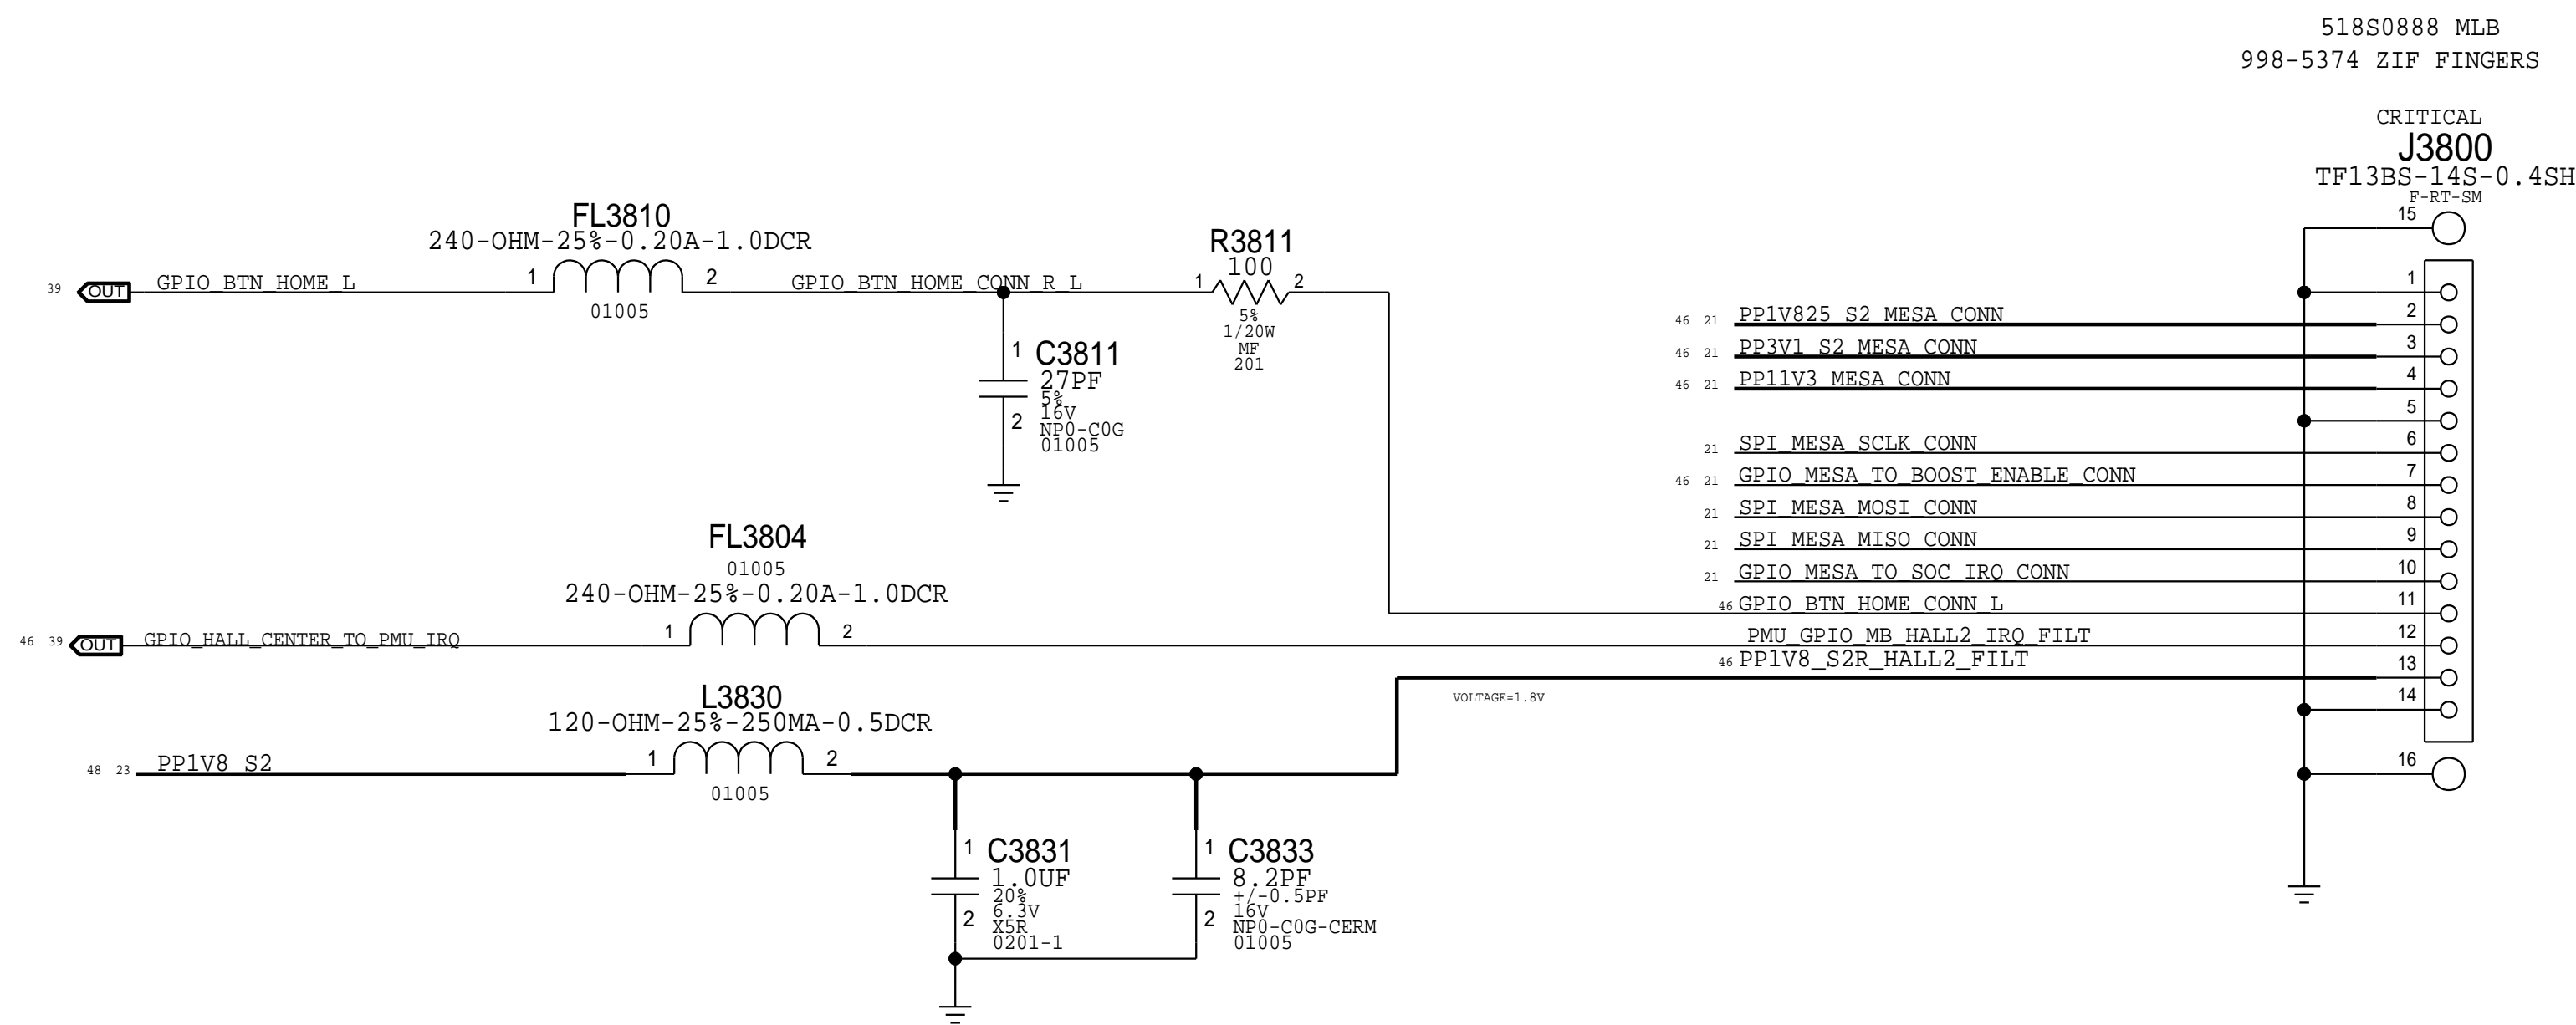 518S0888 MLB
998-5374 ZIF FINGERS
CRITICAL
J3800
TF13BS-14S-0.4SH
F-RT-SM
15
FL3810
240-OHM-25%-0.20A-1.0DCR
39 OUT GPIO_BTN_HOME_L 1 2 GPIO_BTN_HOME_CONN_R_L
01005
R3811
100
1 2
5%
1/20W
MF
201
1 C3811
27PF
5%
16V
2 NP0-C0G
01005
1
46 21 PP1V825_S2_MESA_CONN 2
46 21 PP3V1_S2_MESA_CONN 3
46 21 PP11V3_MESA_CONN 4
5
21 SPI_MESA_SCLK_CONN 6
46 21 GPIO_MESA_TO_BOOST_ENABLE_CONN 7
21 SPI_MESA_MOSI_CONN 8
21 SPI_MESA_MISO_CONN 9
21 GPIO_MESA_TO_SOC_IRQ_CONN 10
46 GPIO_BTN_HOME_CONN_L 11
PMU_GPIO_MB_HALL2_IRQ_FILT 12
46 PP1V8_S2R_HALL2_FILT 13
VOLTAGE=1.8V
14
16
FL3804
01005
240-OHM-25%-0.20A-1.0DCR
46 39 OUT GPIO_HALL_CENTER_TO_PMU_IRQ 1 2
L3830
120-OHM-25%-250MA-0.5DCR
48 23 PP1V8_S2 1 2
01005
1 C3831
1.0UF
20%
6.3V
2 X5R
0201-1
1 C3833
8.2PF
+/-0.5PF
16V
2 NP0-C0G-CERM
01005